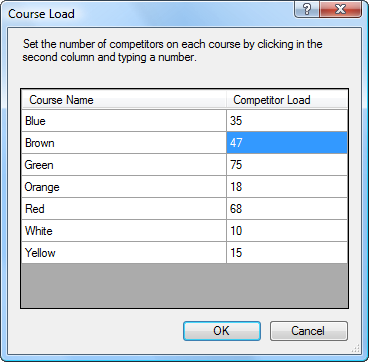 Course Load
Set the number of competitors on each course by clicking in the
second column and typing a number.
Course Name Competitor Load
Blue 35
Brown 47
Green 75
Orange 18
Red 68
White 10
Yellow 15
OK Cancel